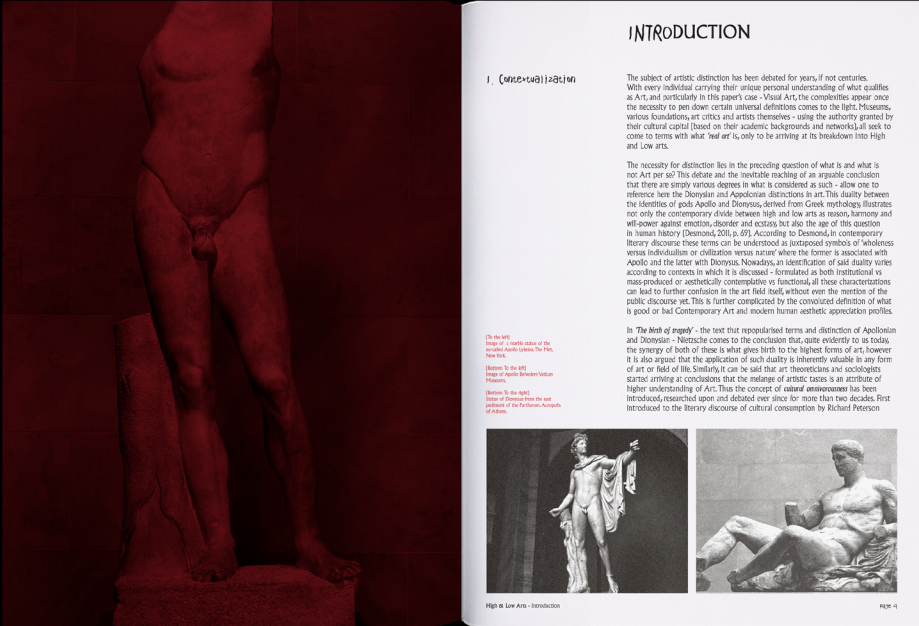 INTRODUCTION
1. Contextualization
The subject of artistic distinction has been debated for years, if not centuries.
With every individual carrying their unique personal understanding of what qualifies
as Art, and particularly in this paper's case - Visual Art, the complexities appear once
the necessity to pen down certain universal definitions comes to the light. Museums,
various foundations, art critics and artists themselves - using the authority granted by
their cultural capital (based on their academic backgrounds and networks), all seek to
come to terms with what 'real art' is, only to be arriving at its breakdown into High
and Low arts.
The necessity for distinction lies in the preceding question of what is and what is
not Art per se? This debate and the inevitable reaching of an arguable conclusion
that there are simply various degrees in what is considered as such - allow one to
reference here the Dionysian and Appolonian distinctions in art. This duality between
the identities of gods Apollo and Dionysus, derived from Greek mythology, illustrates
not only the contemporary divide between high and low arts as reason, harmony and
will-power against emotion, disorder and ecstasy, but also the age of this question
in human history (Desmond, 2011, p. 69). According to Desmond, in contemporary
literary discourse these terms can be understood as juxtaposed symbols of 'wholeness
versus individualism or civilization versus nature' where the former is associated with
Apollo and the latter with Dionysus. Nowadays, an identification of said duality varies
according to contexts in which it is discussed - formulated as both institutional vs
mass-produced or aesthetically contemplative vs functional, all these characterizations
can lead to further confusion in the art field itself, without even the mention of the
public discourse yet. This is further complicated by the convoluted definition of what
is good or bad Contemporary Art and modern human aesthetic appreciation profiles.
In 'The birth of tragedy' - the text that repopularised terms and distinction of Apollonian
and Dionysian - Nietzsche comes to the conclusion that, quite evidently to us today,
the synergy of both of these is what gives birth to the highest forms of art, however
it is also argued that the application of such duality is inherently valuable in any form
of art or field of life. Similarly, it can be said that art theoreticians and sociologists
started arriving at conclusions that the melange of artistic tastes is an attribute of
higher understanding of Art. Thus the concept of cultural omnivorousness has been
introduced, researched upon and debated ever since for more than two decades. First
introduced to the literary discourse of cultural consumption by Richard Peterson
(To the left)
Image of a marble statue of the
so-called Apollo Lykeios. The Met,
New York.
(Bottom To the left)
Image of Apollo Belvedere Vatican
Museums.
(Bottom To the right)
Statue of Dionysus from the east
pediment of the Parthenon. Acropolis
of Athens.
High & Low Arts - Introduction
page 4